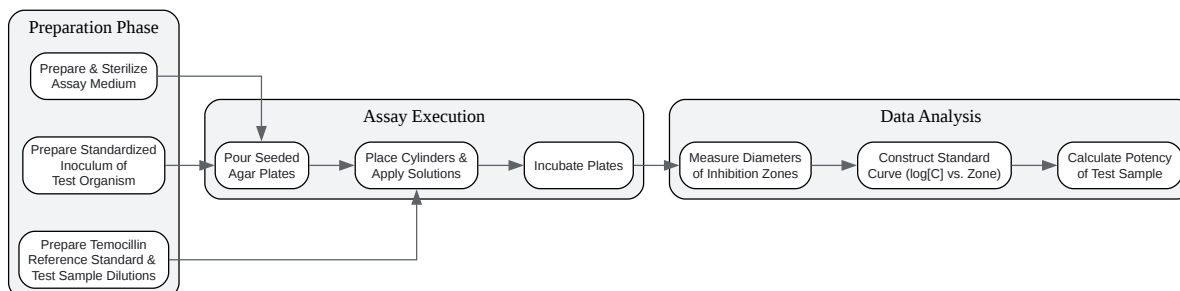 Preparation Phase
Prepare & Sterilize
Assay Medium
Prepare Standardized
Inoculum of
Test Organism
Prepare Temocillin
Reference Standard &
Test Sample Dilutions
Assay Execution
Pour Seeded
Agar Plates
Place Cylinders &
Apply Solutions
Incubate Plates
Data Analysis
Measure Diameters
of Inhibition Zones
Construct Standard
Curve (log[C] vs. Zone)
Calculate Potency
of Test Sample